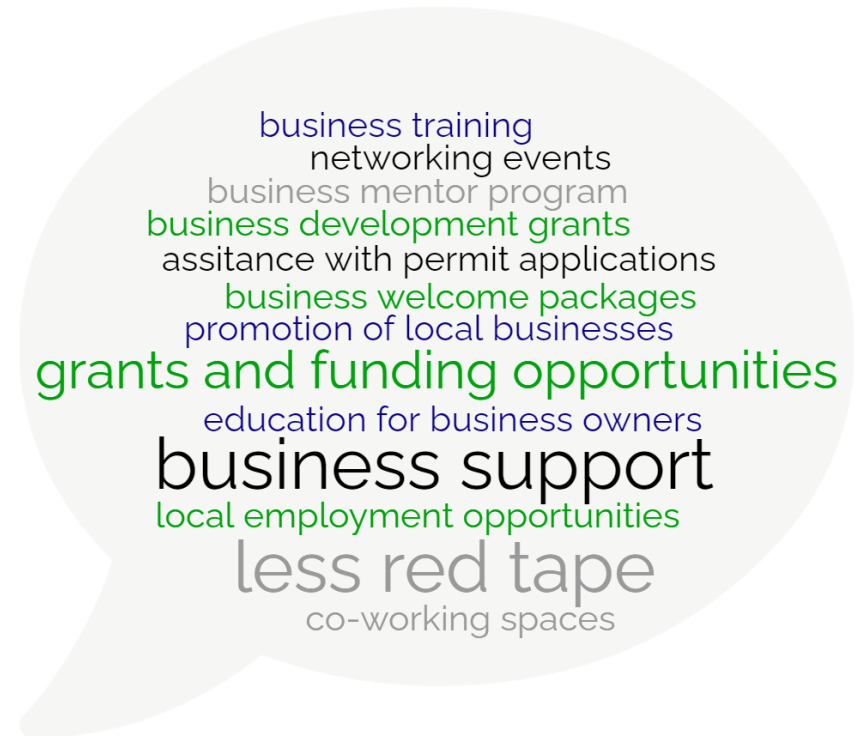 business training
networking events
business mentor program
business development grants
assitance with permit applications
business welcome packages
promotion of local businesses
grants and funding opportunities
education for business owners
business support
local employment opportunities
less red tape
co-working spaces